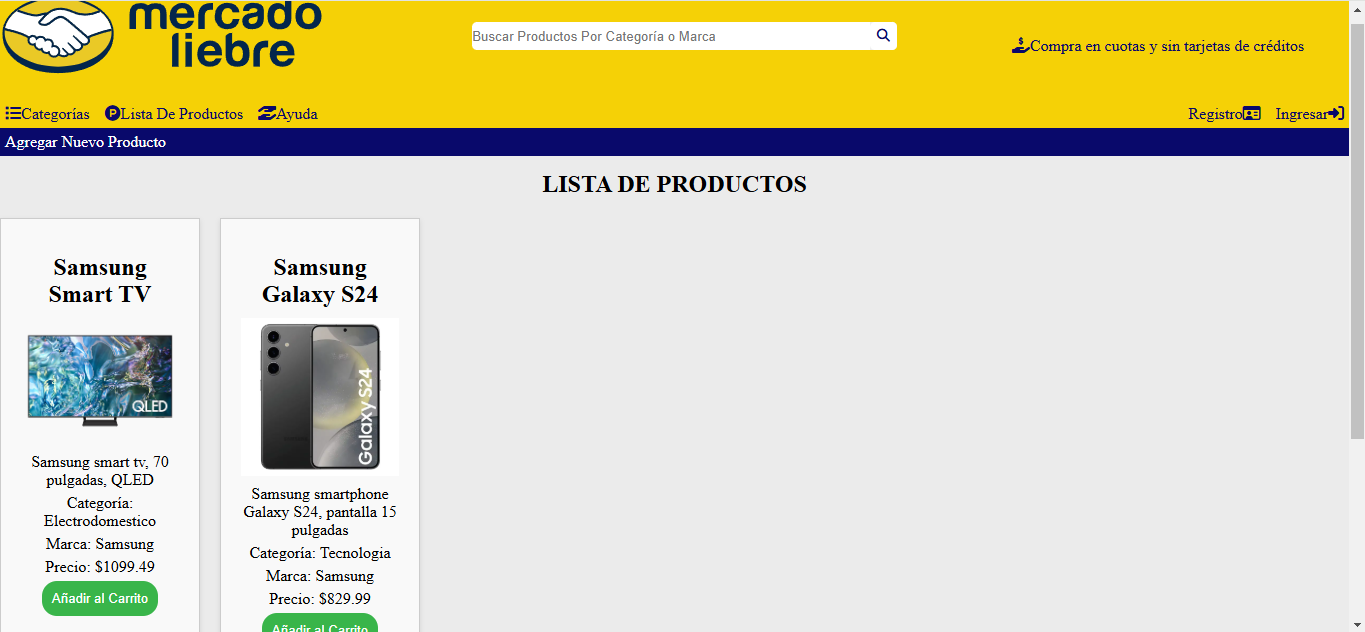 mercado
liebre
Buscar Productos Por Categoría o Marca
Compra en cuotas y sin tarjetas de créditos
Categorías Lista De Productos Ayuda
Registro Ingresar
Agregar Nuevo Producto
LISTA DE PRODUCTOS
Samsung
Smart TV
QLED
Samsung smart tv, 70
pulgadas, QLED
Categoría:
Electrodomestico
Marca: Samsung
Precio: $1099.49
Añadir al Carrito
Samsung
Galaxy S24
Galaxy S24
Samsung smartphone
Galaxy S24, pantalla 15
pulgadas
Categoría: Tecnologia
Marca: Samsung
Precio: $829.99
Añadir al Carrito